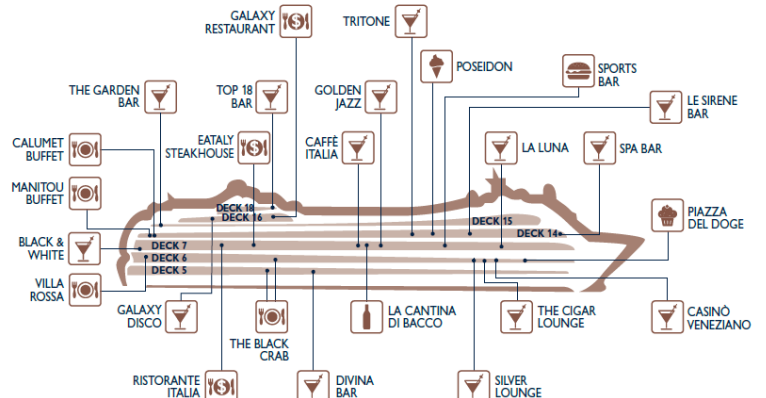 GALAXY
RESTAURANT
TRITONE
POSEIDON
SPORTS
BAR
THE GARDEN
BAR
TOP 18
BAR
GOLDEN
JAZZ
LE SIRENE
BAR
CALUMET
BUFFET
EATALY
STEAKHOUSE
CAFFÈ
ITALIA
LA LUNA
SPA BAR
MANITOU
BUFFET
DECK 18
DECK 16
DECK 15
PIAZZA
DEL DOGE
DECK 14
BLACK &
WHITE
DECK 7
DECK 6
DECK 5
VILLA
ROSSA
GALAXY
DISCO
THE BLACK
CRAB
LA CANTINA
DI BACCO
THE CIGAR
LOUNGE
CASINÒ
VENEZIANO
RISTORANTE
ITALIA
DIVINA
BAR
SILVER
LOUNGE